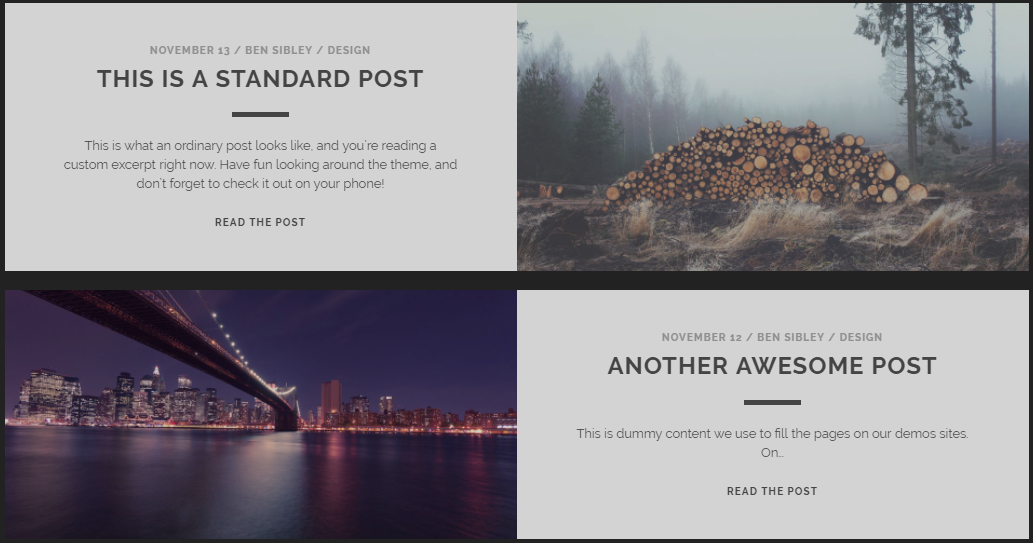 NOVEMBER 13 / BEN SIBLEY / DESIGN
THIS IS A STANDARD POST
This is what an ordinary post looks like, and you're reading a
custom excerpt right now. Have fun looking around the theme, and
don't forget to check it out on your phone!
READ THE POST
NOVEMBER 12 / BEN SIBLEY / DESIGN
ANOTHER AWESOME POST
This is dummy content we use to fill the pages on our demos sites.
On…
READ THE POST